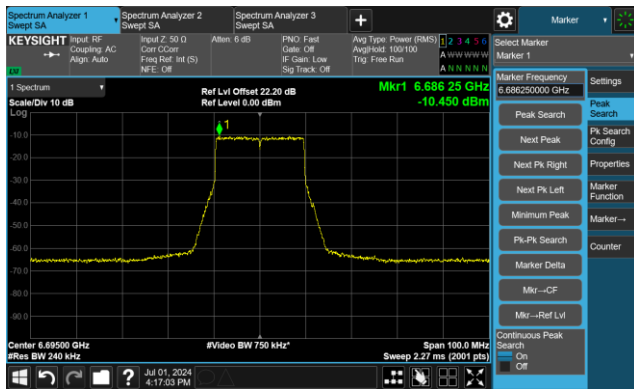 Spectrum Analyzer 1
Swept SA
Spectrum Analyzer 2
Swept SA
Spectrum Analyzer 3
Swept SA
Marker
KEYSIGHT
Input: RF
Coupling: AC
Align: Auto
Input Z: 50 Ω
Corr CCorr
Freq Ref: Int (S)
NFE: Off
Atten: 6 dB
PNO: Fast
Gate: Off
IF Gain: Low
Sig Track: Off
Avg Type: Power (RMS)
Avg|Hold: 100/100
Trig: Free Run
1 2 3 4 5 6
A W W W W W
A N N N N N
Select Marker
Marker 1
1 Spectrum
Scale/Div 10 dB
Log
Ref Lvl Offset 22.20 dB
Ref Level 0.00 dBm
Mkr1 6.686 25 GHz
-10.450 dBm
1
-10.0
-20.0
-30.0
-40.0
-50.0
-60.0
-70.0
-80.0
-90.0
Center 6.69500 GHz
#Res BW 240 kHz
#Video BW 750 kHz*
Span 100.0 MHz
Sweep 2.27 ms (2001 pts)
Marker Frequency
6.686250000 GHz
Peak Search
Next Peak
Next Pk Right
Next Pk Left
Minimum Peak
Pk-Pk Search
Marker Delta
Mkr→CF
Mkr→Ref Lvl
Continuous Peak
Search
On
Off
Settings
Peak
Search
Pk Search
Config
Properties
Marker
Function
Marker→
Counter
?
Jul 01, 2024
4:17:03 PM